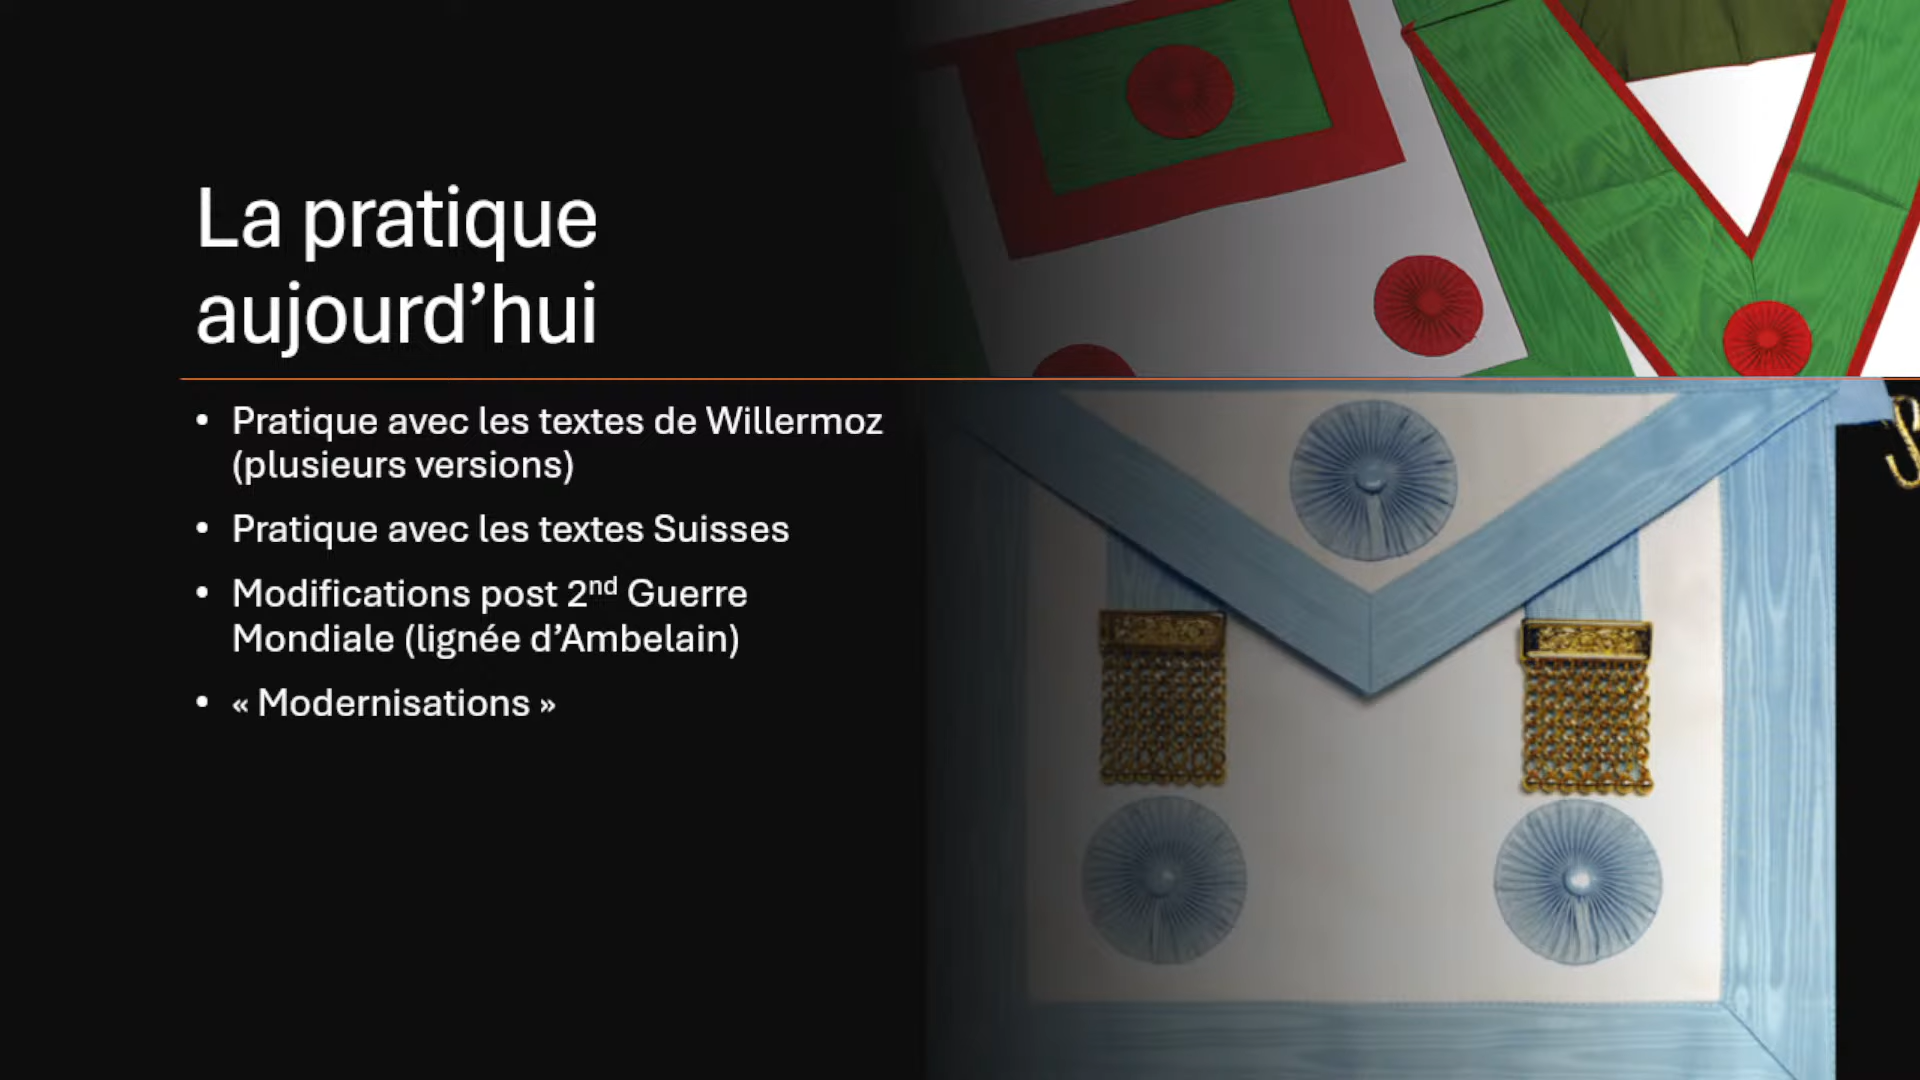 La pratique
aujourd’hui
• Pratique avec les textes de Willermoz
(plusieurs versions)
• Pratique avec les textes Suisses
• Modifications post 2nd Guerre
Mondiale (lignée d’Ambelain)
• « Modernisations »